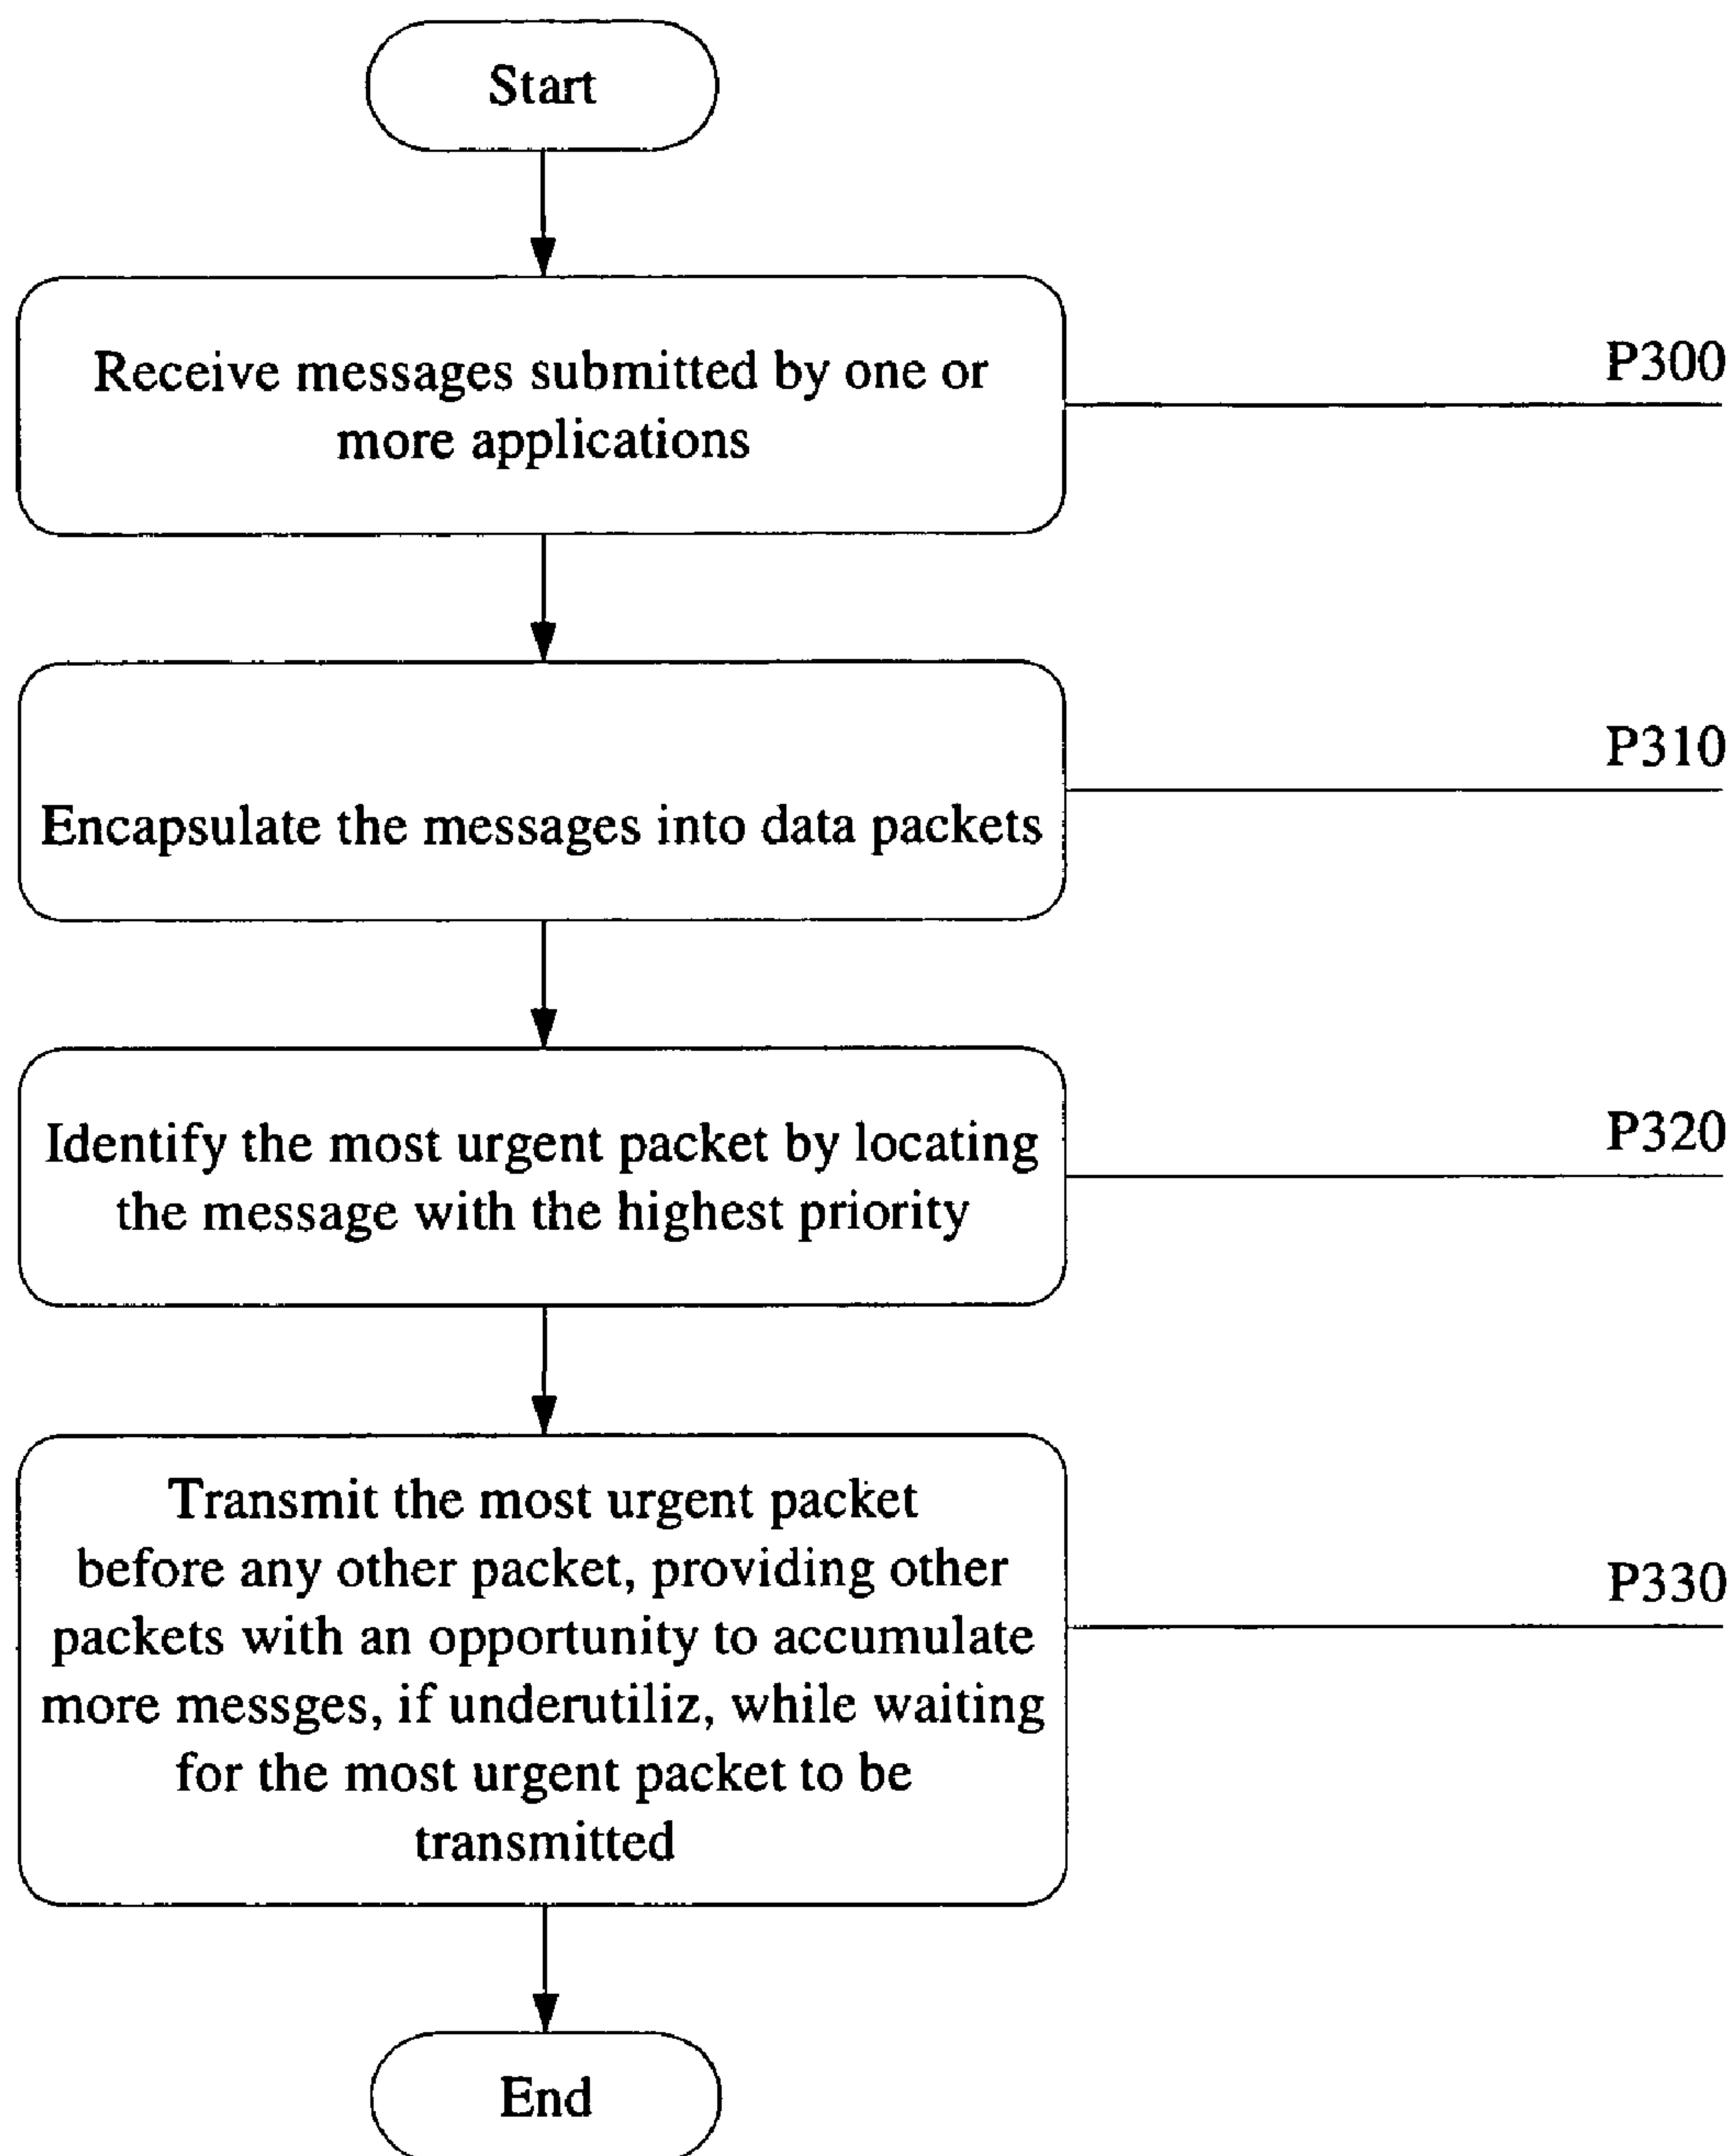 Start
Receive messages submitted by one or
more applications
P300
Encapsulate the messages into data packets
P310
Identify the most urgent packet by locating
the message with the highest priority
P320
Transmit the most urgent packet
before any other packet, providing other
packets with an opportunity to accumulate
more messges, if underutiliz, while waiting
for the most urgent packet to be
transmitted
P330
End